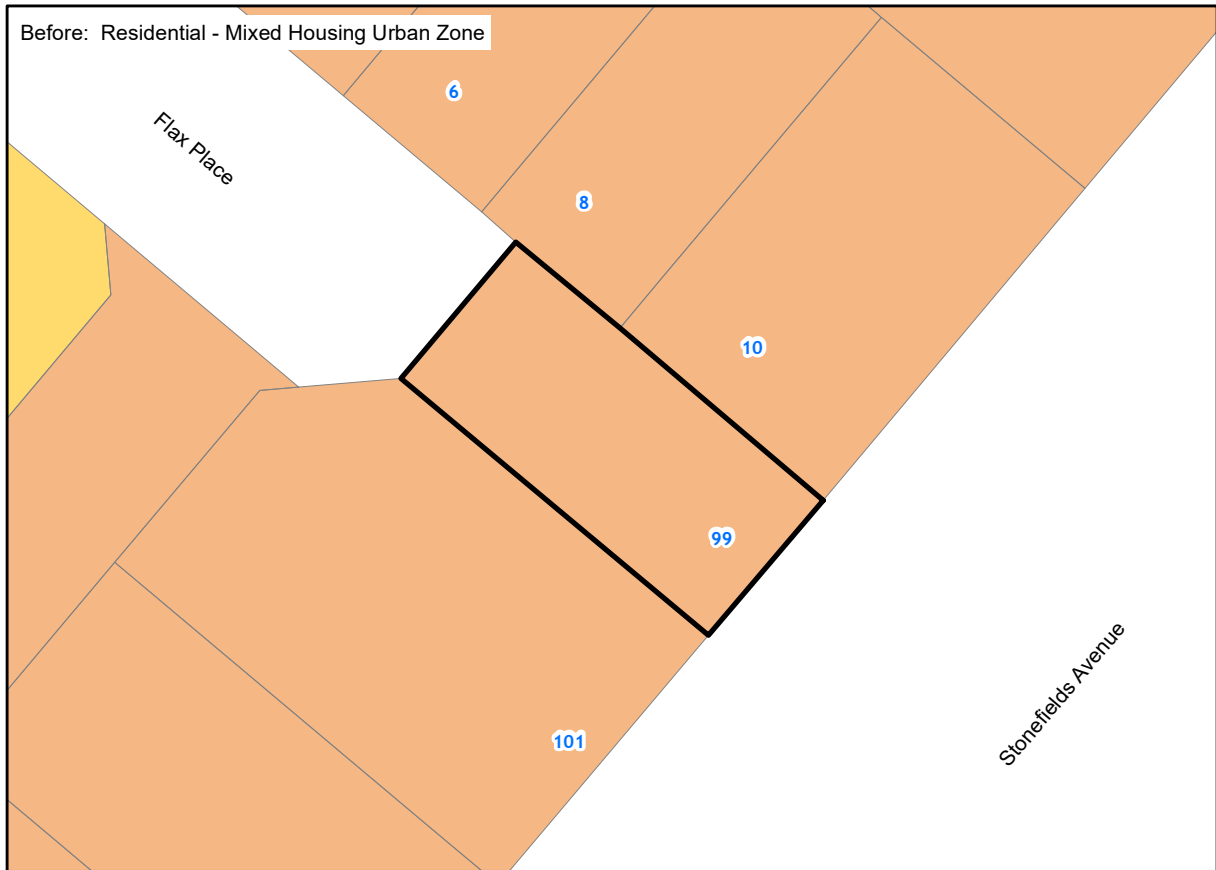 Before:  Residential - Mixed Housing Urban Zone
6
Flax Place
8
10
99
Stonefields Avenue
101